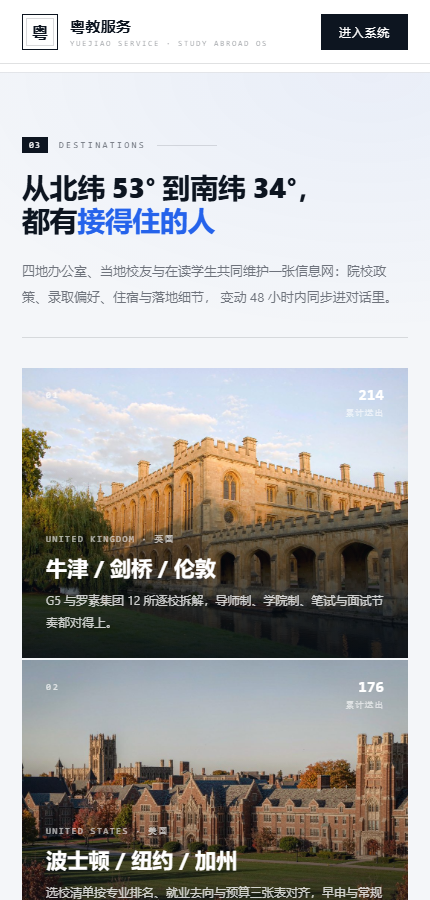 粤
粤教服务
YUEJIAO SERVICE · STUDY ABROAD OS
进入系统
03 DESTINATIONS
从北纬 53° 到南纬 34°,
都有接得住的人
四地办公室、当地校友与在读学生共同维护一张信息网：院校政
策、录取偏好、住宿与落地细节， 变动 48 小时内同步进对话里。
01
214
累计送出
UNITED KINGDOM · 英国
牛津 / 剑桥 / 伦敦
G5 与罗素集团 12 所逐校拆解，导师制、学院制、笔试与面试节
奏都对得上。
02
176
累计送出
UNITED STATES · 美国
波士顿 / 纽约 / 加州
选校清单按专业排名、就业去向与预算三张表对齐，早申与常规